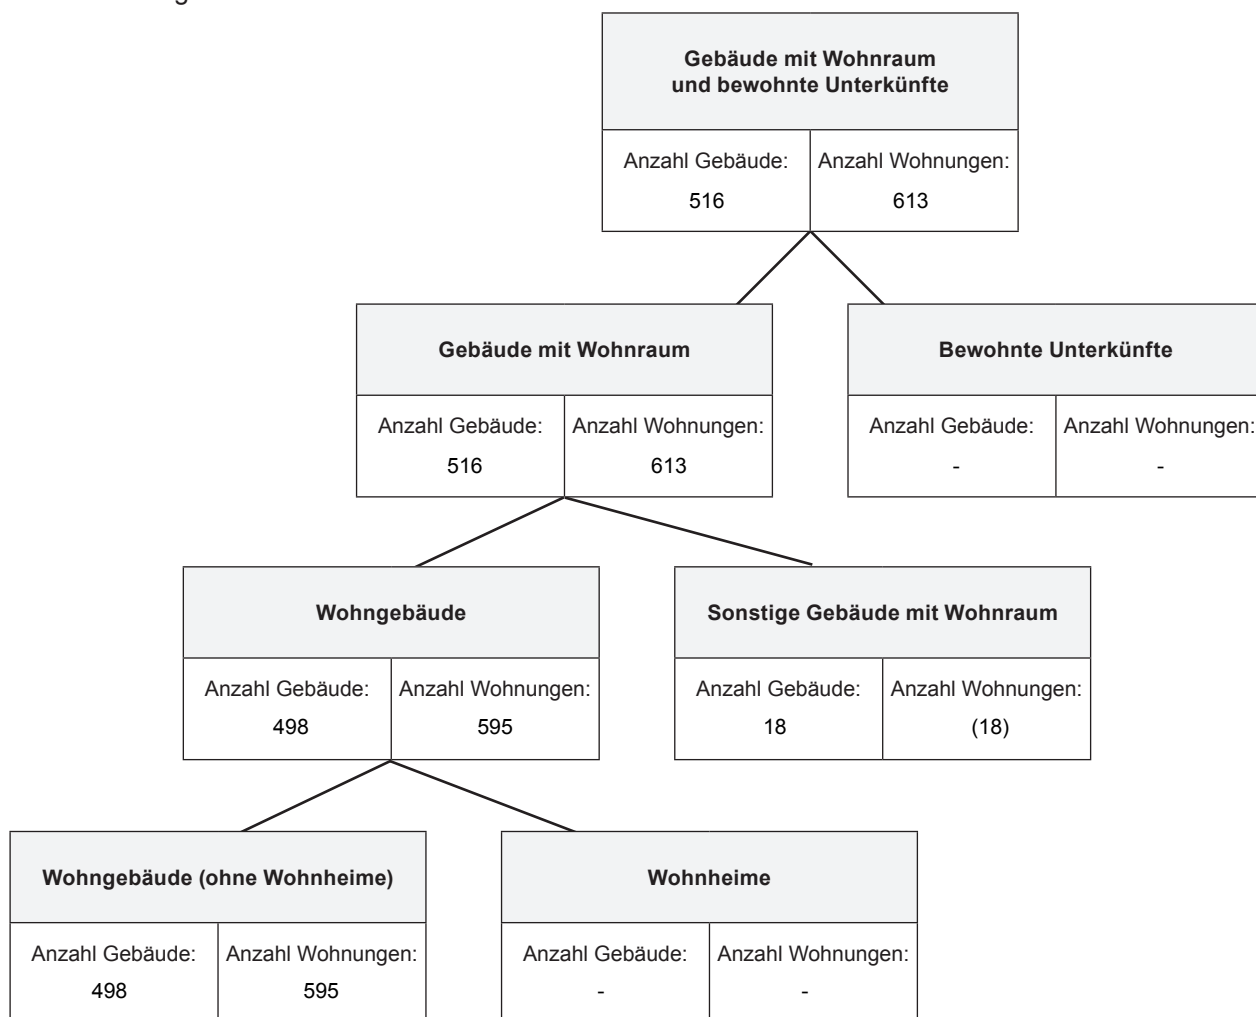 Gebäude mit Wohnraum
und bewohnte Unterkünfte
Anzahl Gebäude: Anzahl Wohnungen:
516 613
Gebäude mit Wohnraum
Anzahl Gebäude: Anzahl Wohnungen:
516 613
Bewohnte Unterkünfte
Anzahl Gebäude: Anzahl Wohnungen:
- -
Wohngebäude
Anzahl Gebäude: Anzahl Wohnungen:
498 595
Sonstige Gebäude mit Wohnraum
Anzahl Gebäude: Anzahl Wohnungen:
18 (18)
Wohngebäude (ohne Wohnheime)
Anzahl Gebäude: Anzahl Wohnungen:
498 595
Wohnheime
Anzahl Gebäude: Anzahl Wohnungen:
- -